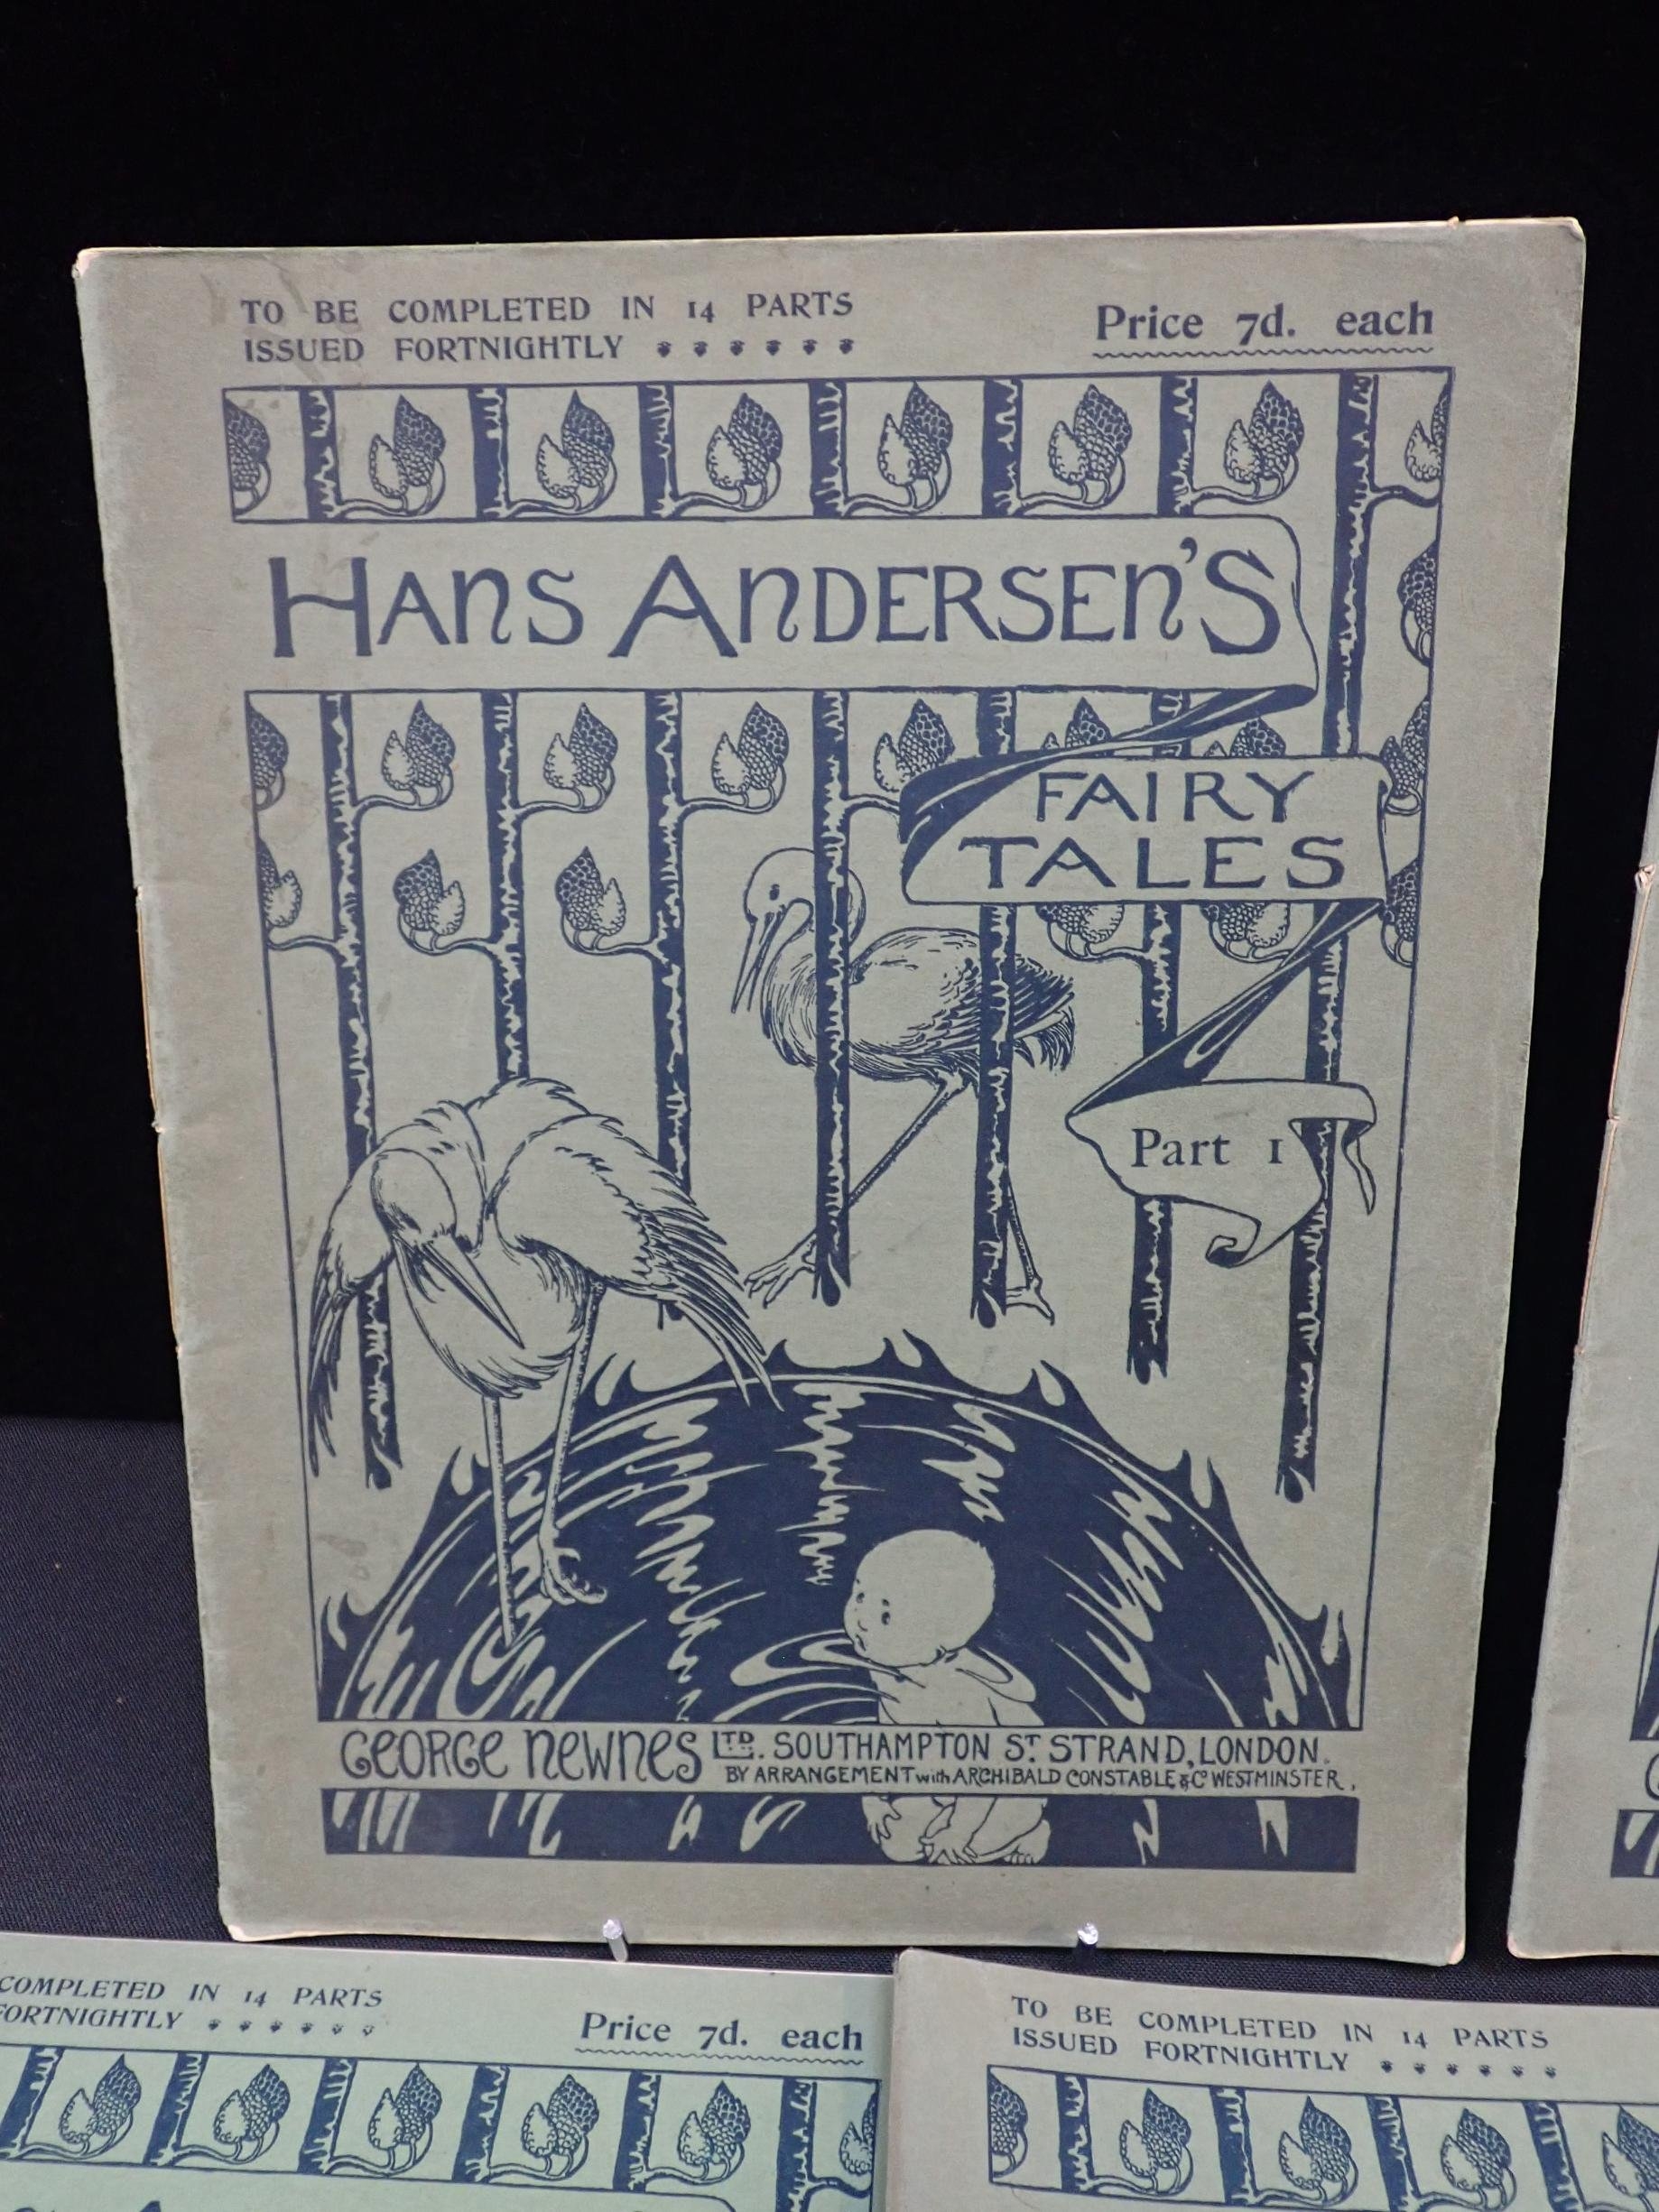 TO BE COMPLETED IN 14 PARTS
ISSUED FORTNIGHTLY
Price 7d. each
HANS ANDERSEN'S
FAIRY
TALES
Part 1
GEORGE NEWNES LTD. SOUTHAMPTON ST STRAND, LONDON.
BY ARRANGEMENT with ARCHIBALD CONSTABLE & Co WESTMINSTER.
COMPLETED IN 14 PARTS
FORTNIGHTLY
Price 7d. each
TO BE COMPLETED IN 14 PARTS
ISSUED FORTNIGHTLY